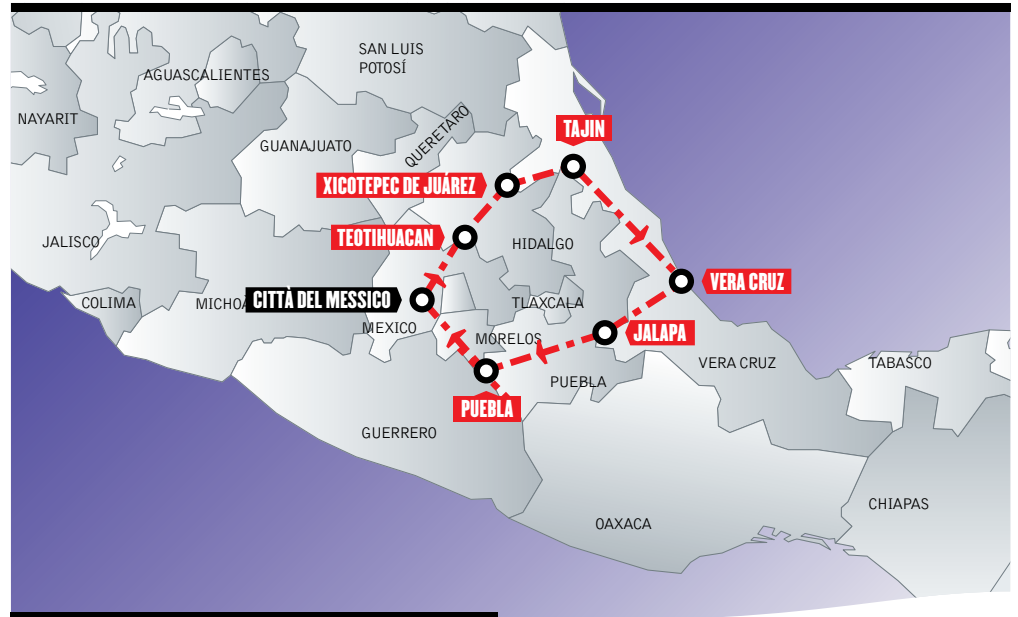 SAN LUIS
POTOSÍ
AGUASCALIENTES
NAYARIT
QUERETARO
TAJIN
GUANAJUATO
XICOTEPEC DE JUÁREZ
TEOTIHUACAN
JALISCO
HIDALGO
VERA CRUZ
CITTÀ DEL MESSICO
COLIMA
MICHOA
TLAXCALA
MEXICO
MORELOS
JALAPA
VERA CRUZ
TABASCO
PUEBLA
PUEBLA
GUERRERO
CHIAPAS
OAXACA